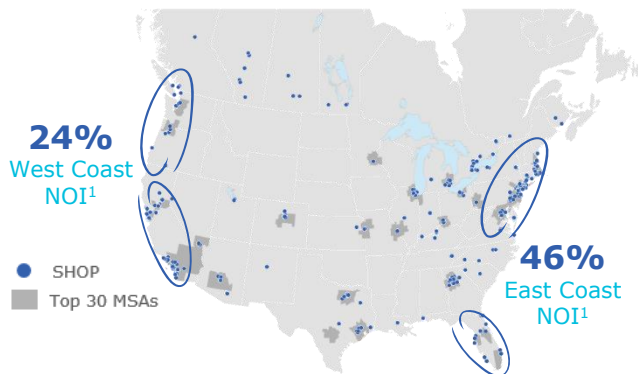 24%
West Coast
NOI¹
SHOP
Top 30 MSAs
46%
East Coast
NOI¹